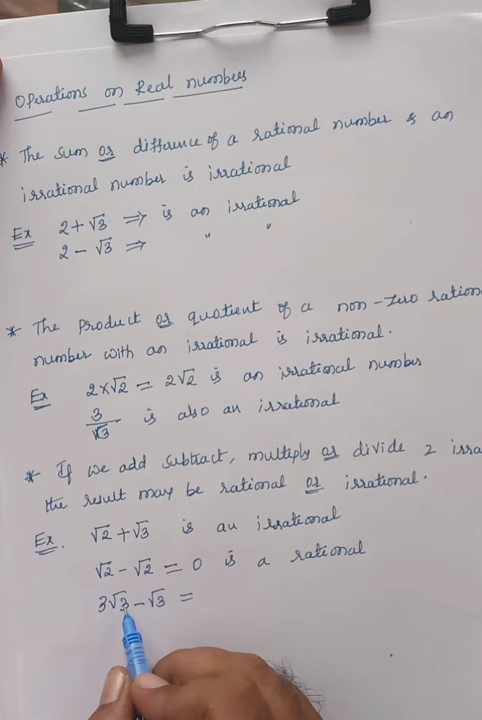 Operations on Real numbers
* The sum or difference of a rational number & an
irrational number is irrational
Ex 2 + √3 ⇒ is an irrational
2 - √3 ⇒ " "
* The product or quotient of a non-zero ration
number with an irrational is irrational.
Ex 2×√2 = 2√2 is an irrational number
3/√3 is also an irrational
* If we add subtract, multiply or divide 2 irra
the result may be rational or irrational.
Ex. √2 + √3 is an irrational
√2 - √2 = 0 is a rational
3√3 - √3 =